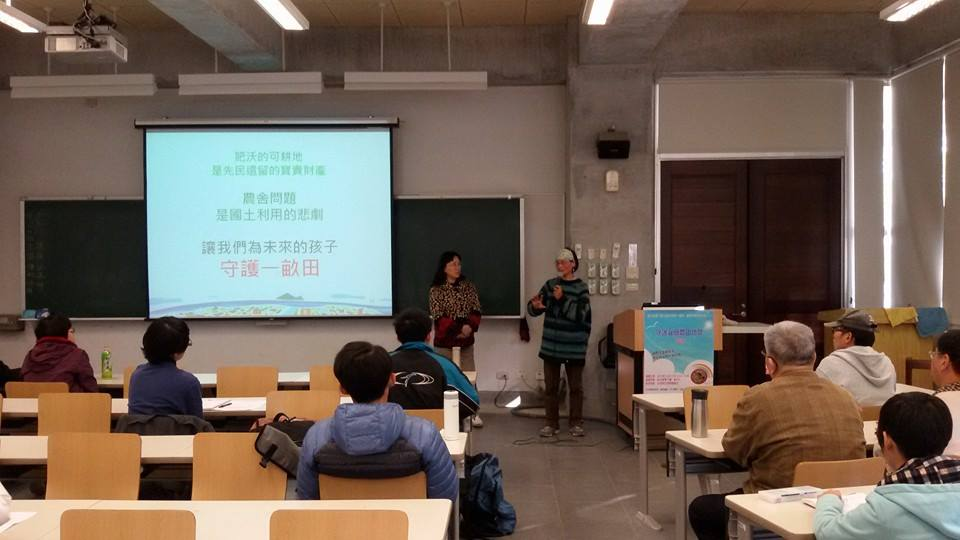 肥沃的可耕地
是先民遺留的寶貴財產
農舍問題
是國土利用的悲劇
讓我們為未來的孩子
守護一畝田